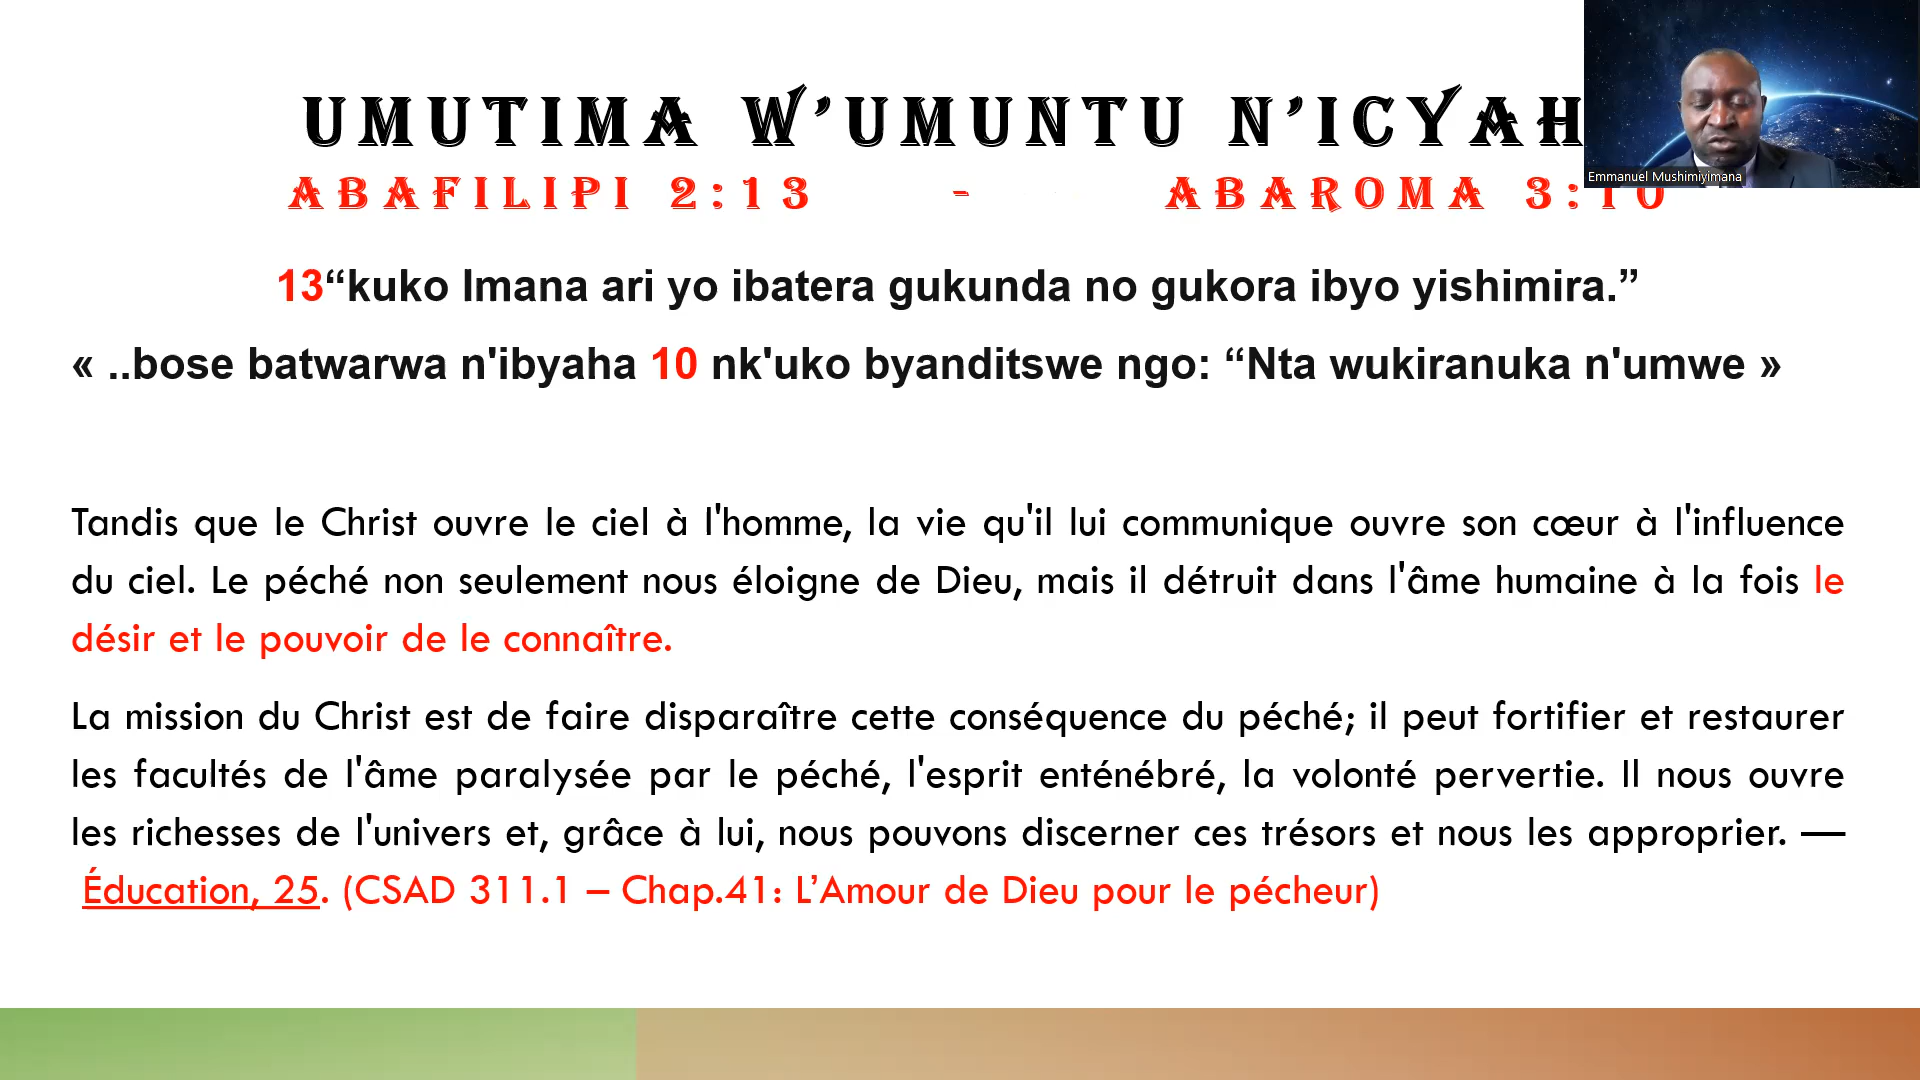 UMUTIMA W’UMUNTU N’ICYAH
Emmanuel Mushimiyimana
ABAFILIPI 2:13 - ABAROMA 3:10
13“kuko Imana ari yo ibatera gukunda no gukora ibyo yishimira.”
« ..bose batwarwa n'ibyaha 10 nk'uko byanditswe ngo: “Nta wukiranuka n'umwe »
Tandis que le Christ ouvre le ciel à l'homme, la vie qu'il lui communique ouvre son cœur à l'influence
du ciel. Le péché non seulement nous éloigne de Dieu, mais il détruit dans l'âme humaine à la fois le
désir et le pouvoir de le connaître.
La mission du Christ est de faire disparaître cette conséquence du péché; il peut fortifier et restaurer
les facultés de l'âme paralysée par le péché, l'esprit enténébré, la volonté pervertie. Il nous ouvre
les richesses de l'univers et, grâce à lui, nous pouvons discerner ces trésors et nous les approprier. —
Éducation, 25. (CSAD 311.1 – Chap.41: L’Amour de Dieu pour le pécheur)